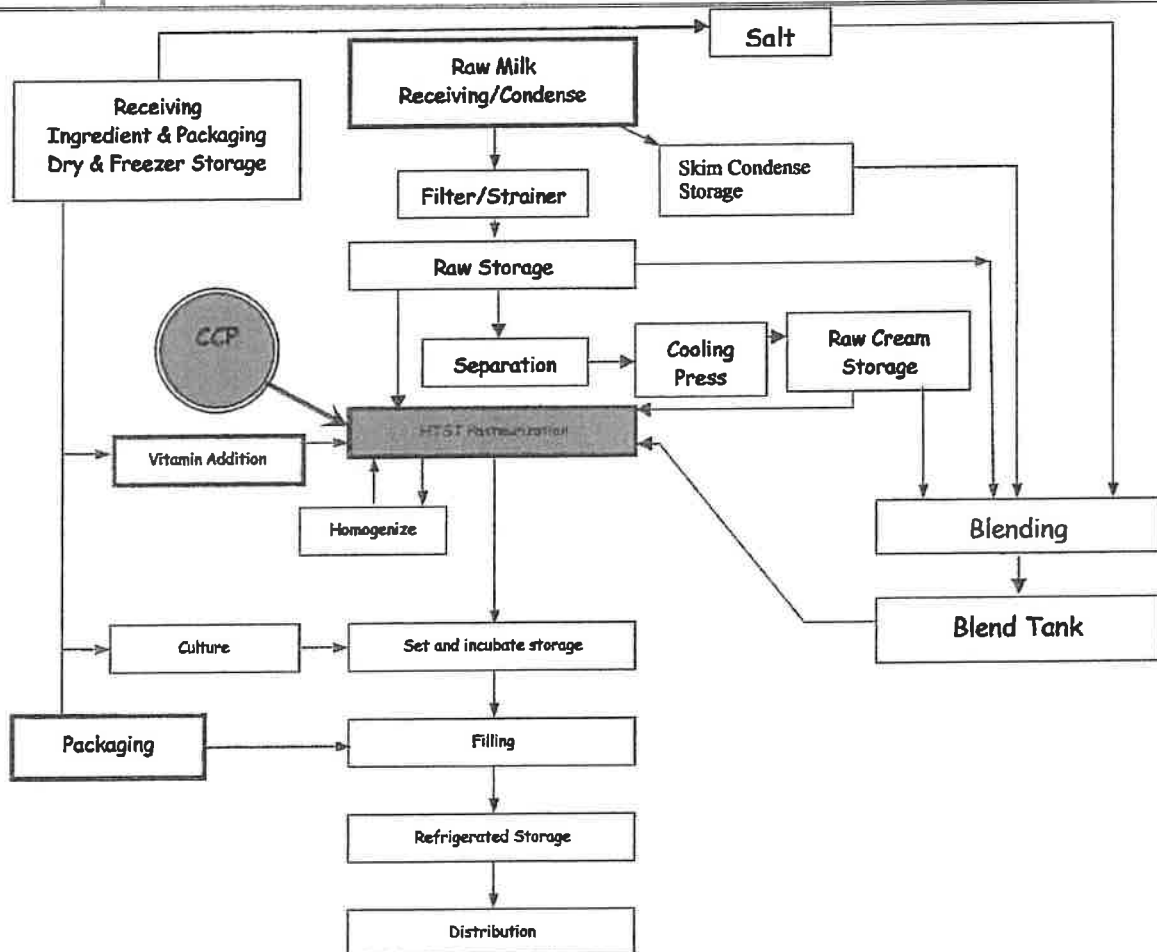 Salt
Raw Milk
Receiving/Condense
Receiving
Ingredient & Packaging
Dry & Freezer Storage
Skim Condense
Storage
Filter/Strainer
Raw Storage
CCP
Separation
Cooling
Press
Raw Cream
Storage
HTST Pasteurization
Vitamin Addition
Homogenize
Blending
Blend Tank
Culture
Set and incubate storage
Packaging
Filling
Refrigerated Storage
Distribution